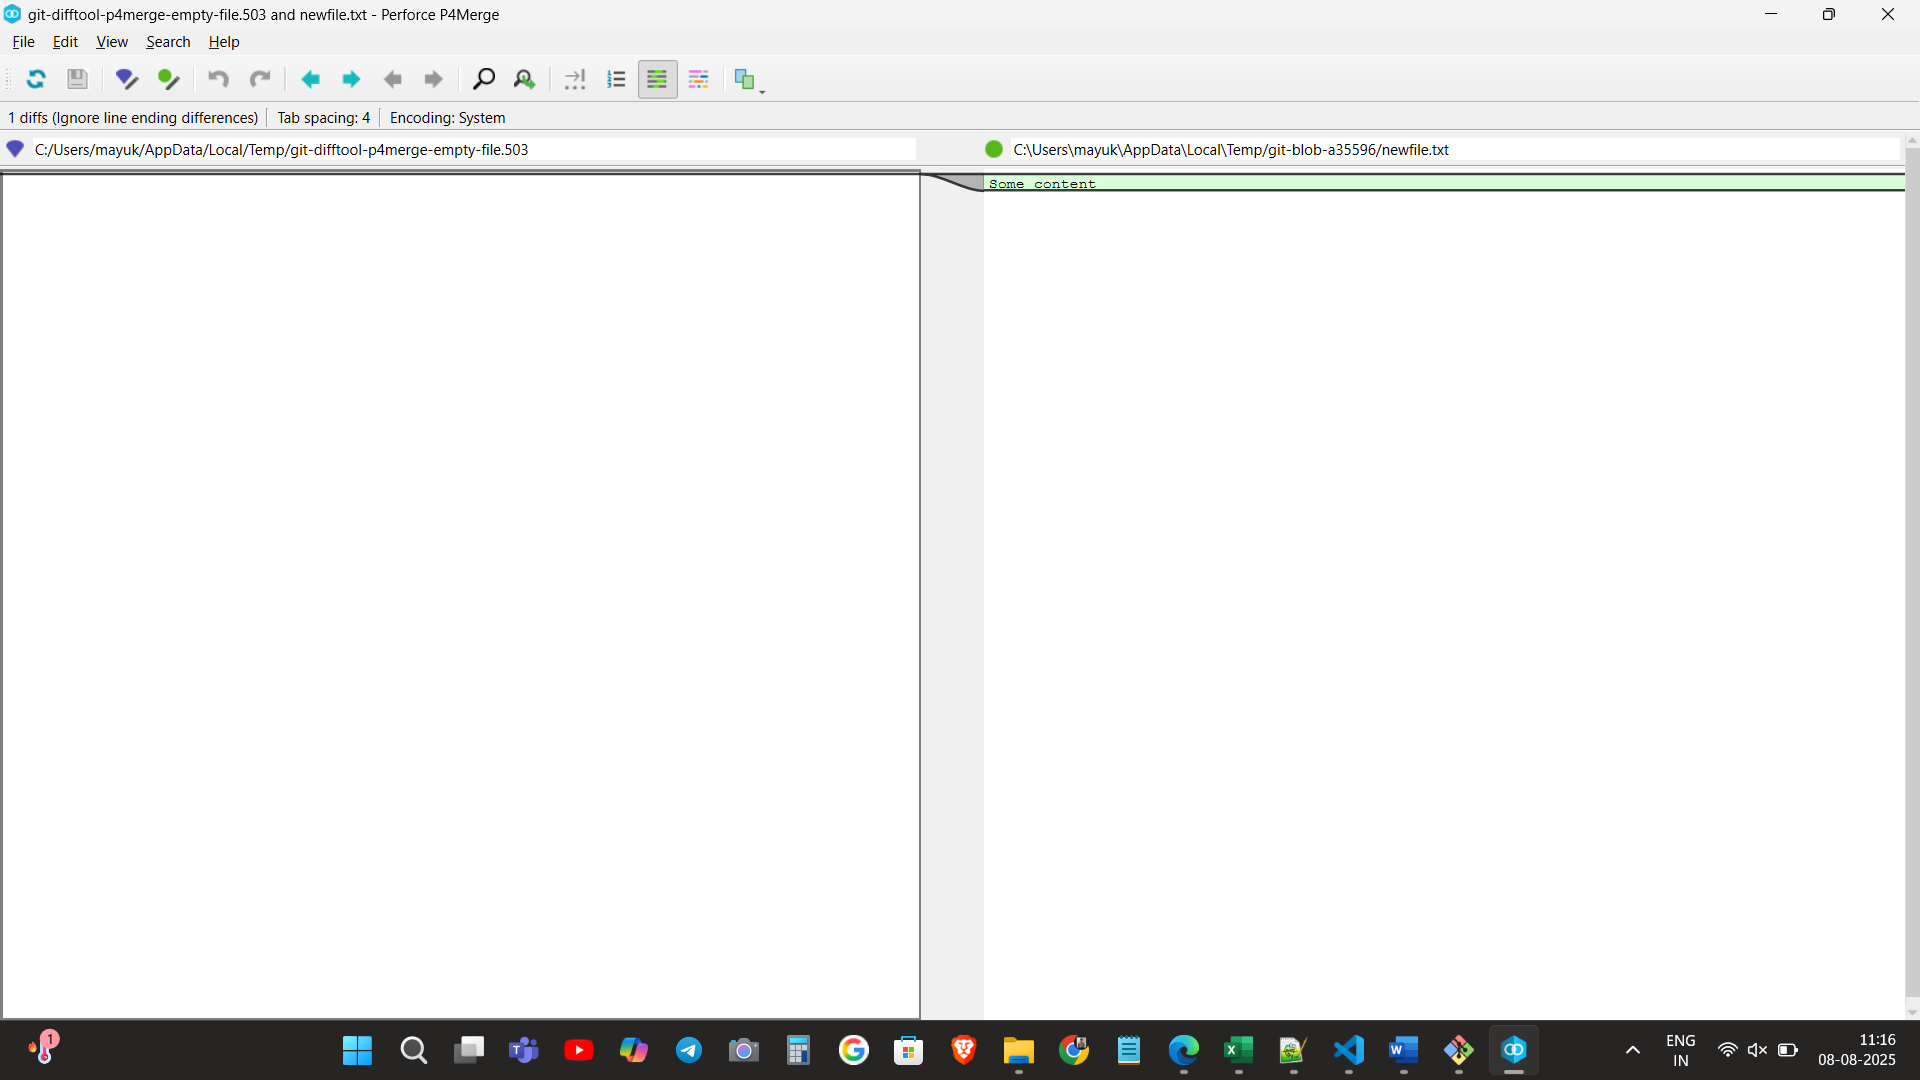 git-difftool-p4merge-empty-file.503 and newfile.txt - Perforce P4Merge
File Edit View Search Help
1 diffs (Ignore line ending differences) Tab spacing: 4 Encoding: System
C:/Users/mayuk/AppData/Local/Temp/git-difftool-p4merge-empty-file.503
C:\Users\mayuk\AppData\Local\Temp/git-blob-a35596/newfile.txt
Some content
1
ENG
IN
11:16
08-08-2025